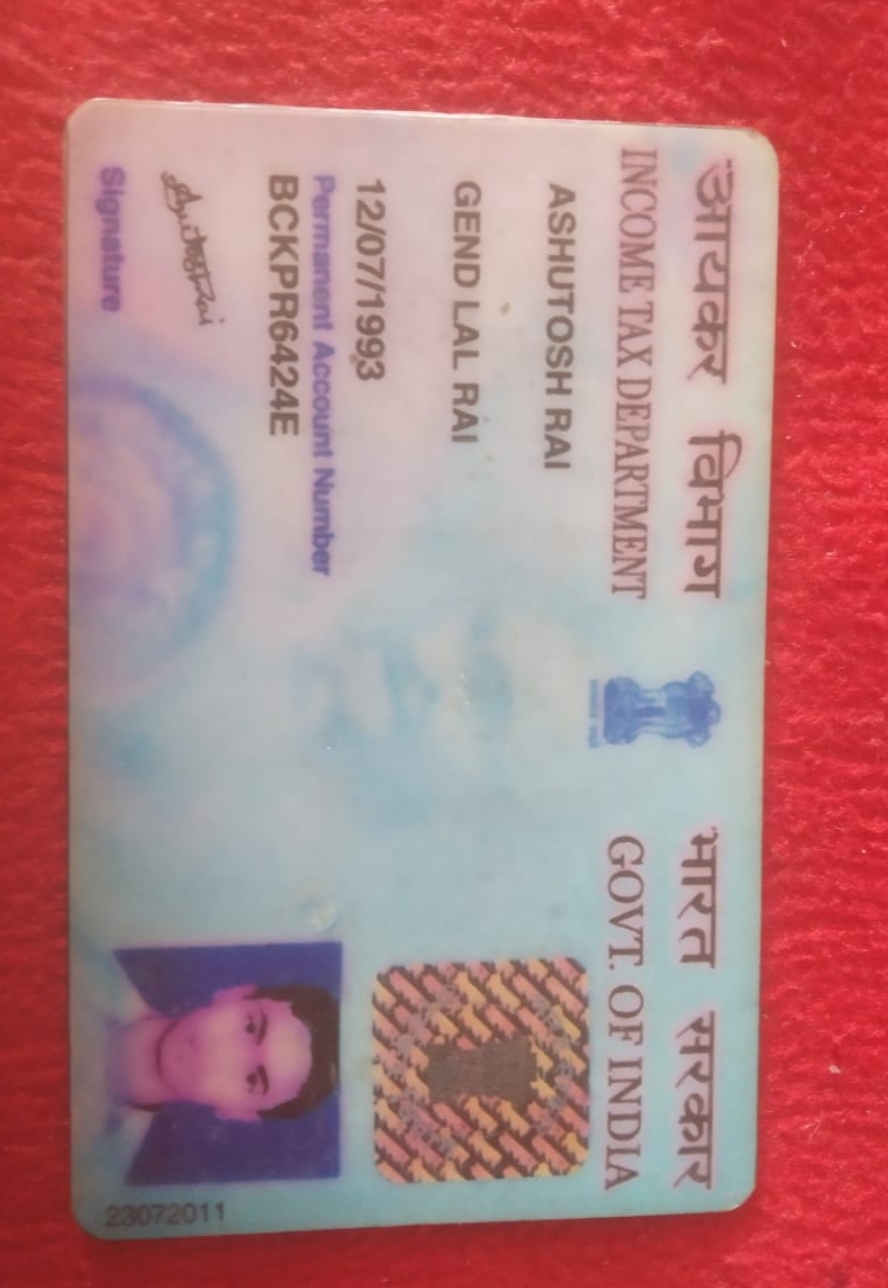 आयकर विभाग
INCOME TAX DEPARTMENT
भारत सरकार
GOVT. OF INDIA
ASHUTOSH RAI
GEND LAL RAI
12/07/1993
Permanent Account Number
BCKPR6424E
Signature
23072011